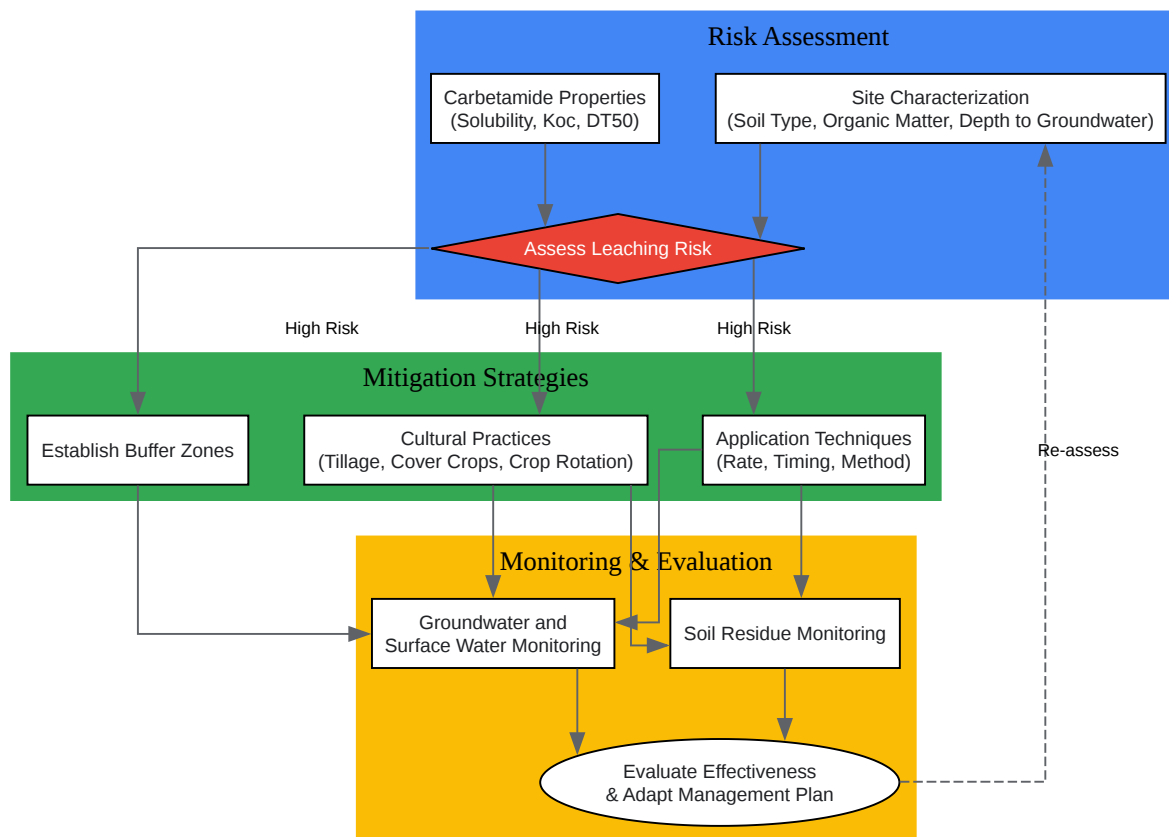 Risk Assessment
Carbetamide Properties
(Solubility, Koc, DT50)
Site Characterization
(Soil Type, Organic Matter, Depth to Groundwater)
Assess Leaching Risk
High Risk
High Risk
High Risk
Mitigation Strategies
Establish Buffer Zones
Cultural Practices
(Tillage, Cover Crops, Crop Rotation)
Application Techniques
(Rate, Timing, Method)
Re-assess
Monitoring & Evaluation
Groundwater and
Surface Water Monitoring
Soil Residue Monitoring
Evaluate Effectiveness
& Adapt Management Plan